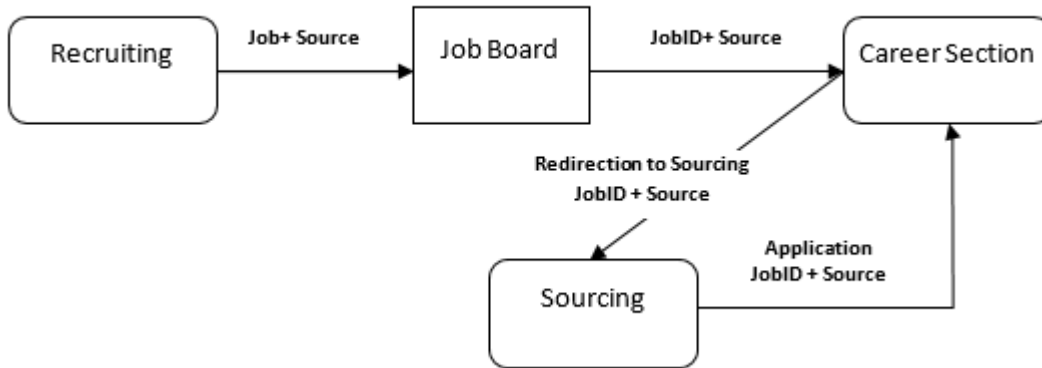 Recruiting
Job+ Source
Job Board
JobID+ Source
Career Section
Redirection to Sourcing
JobID + Source
Sourcing
Application
JobID + Source